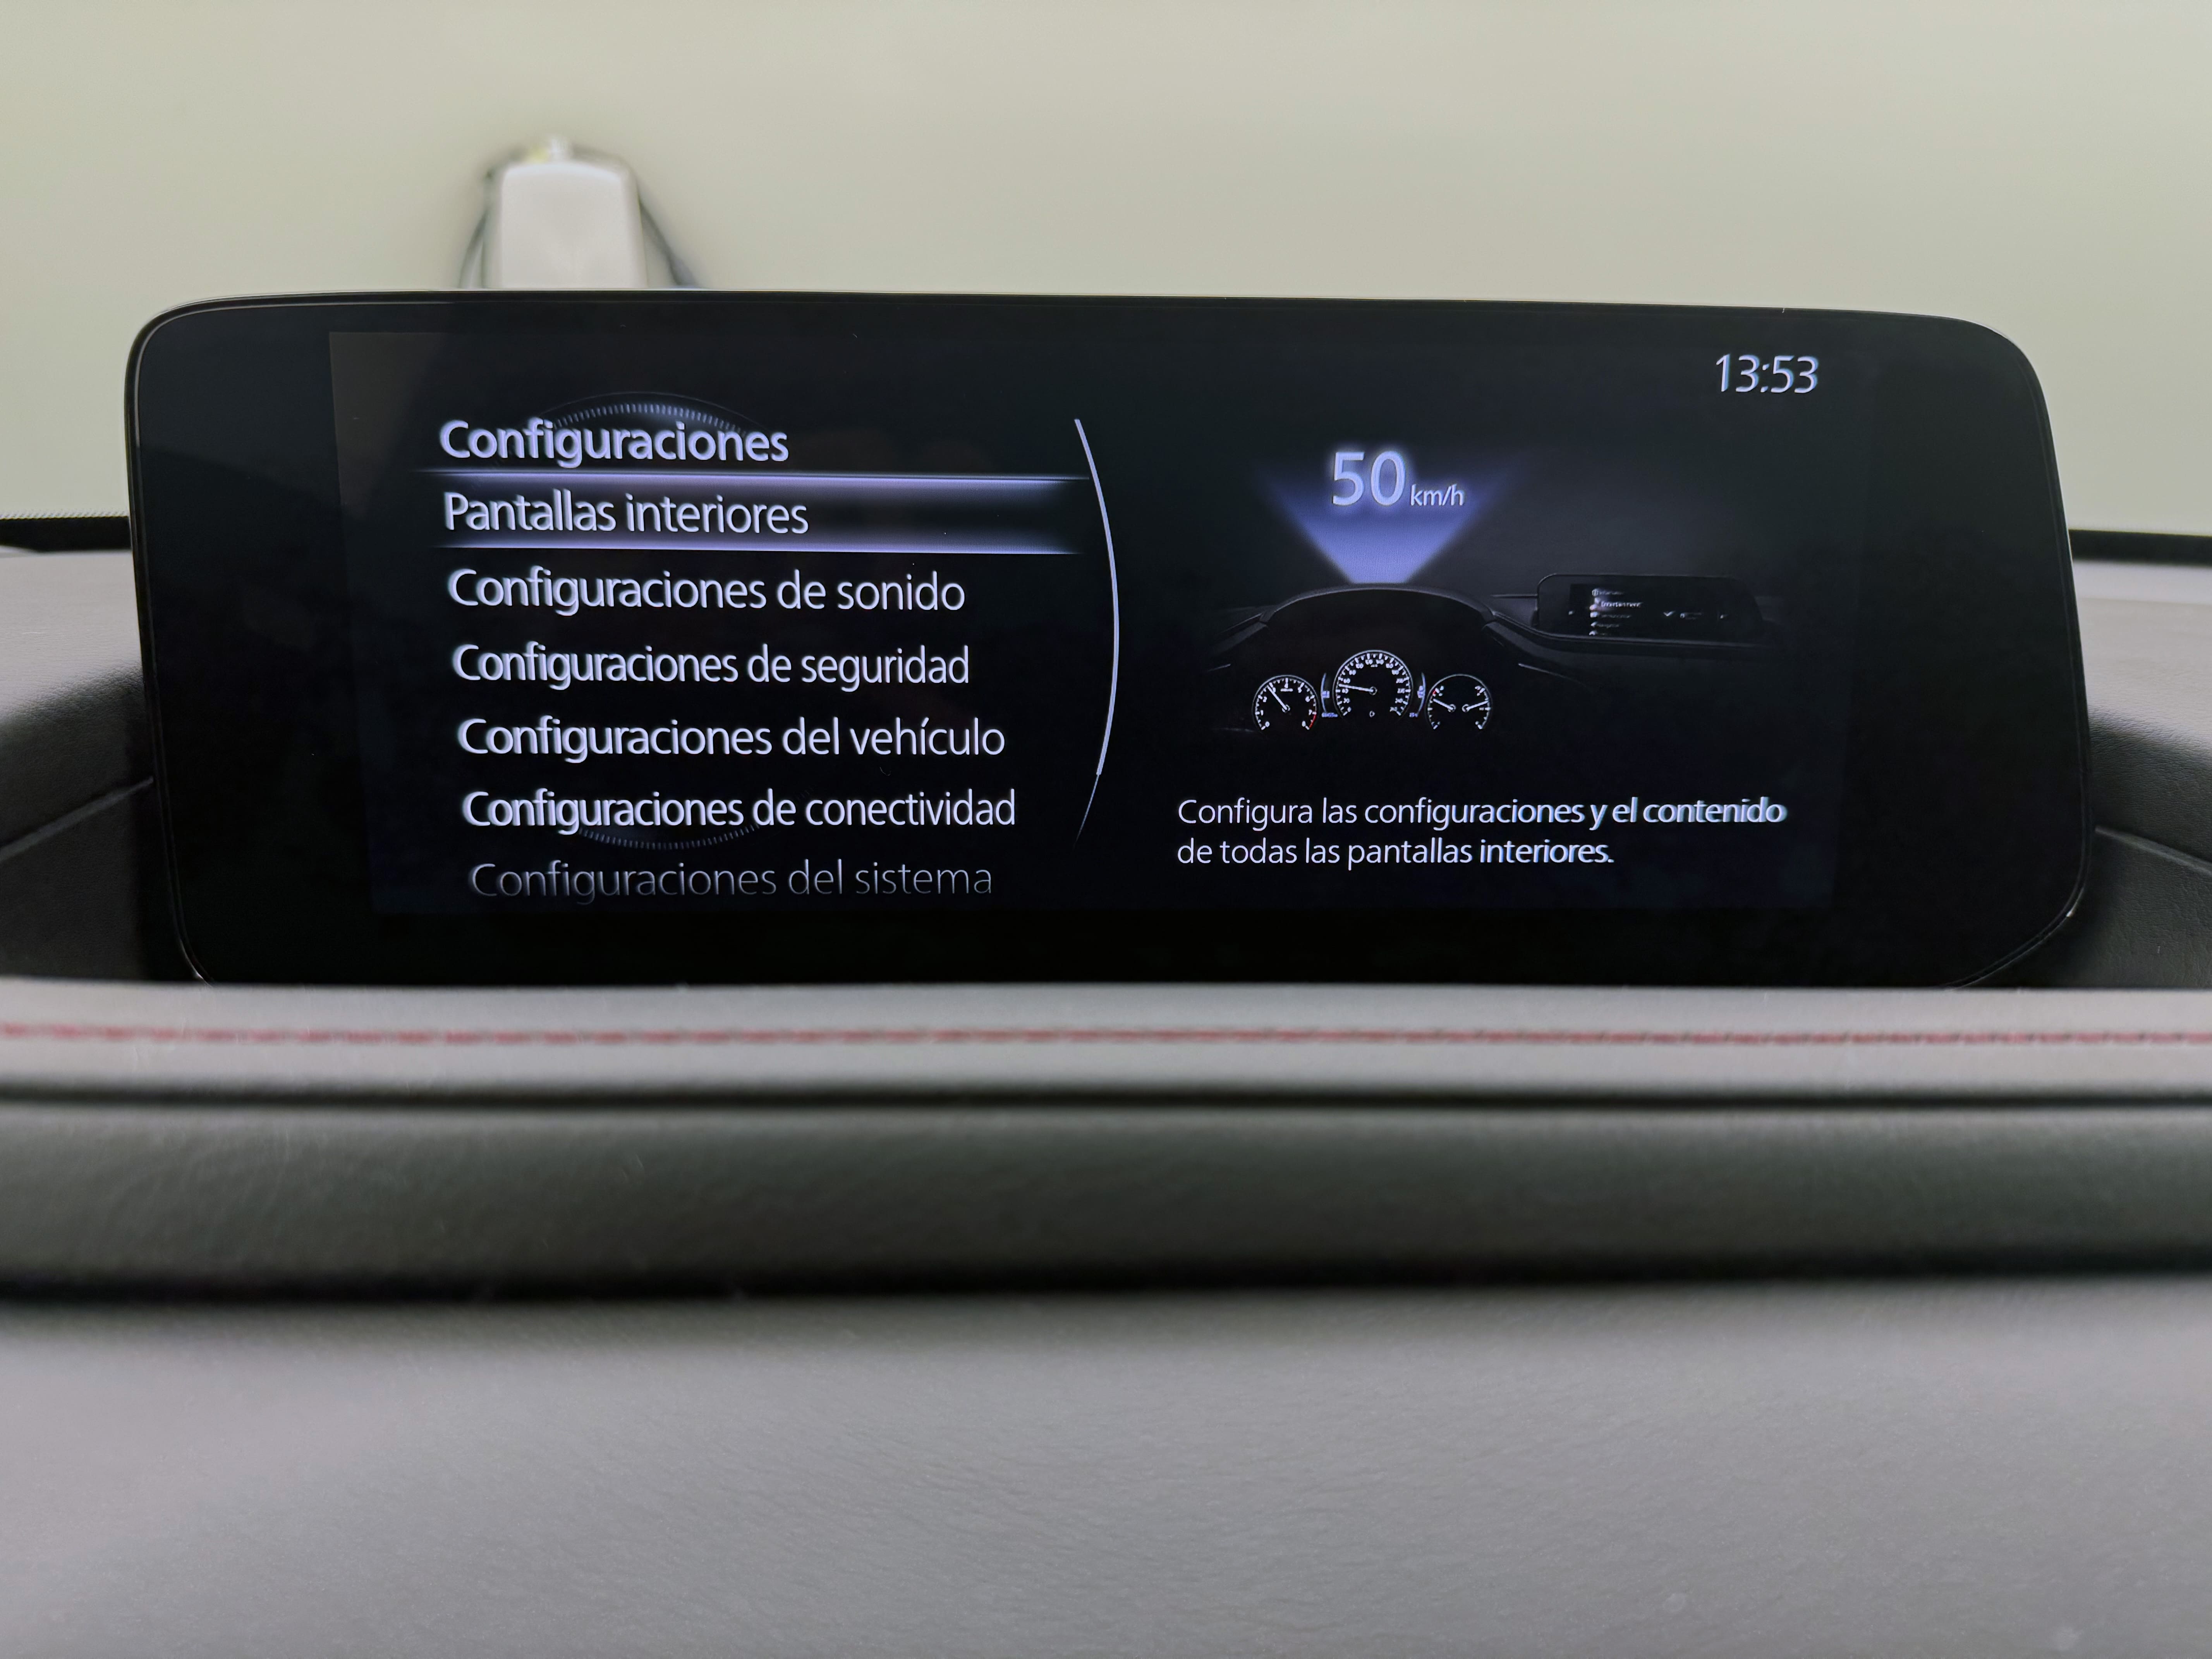 13:53
Configuraciones
Pantallas interiores
Configuraciones de sonido
Configuraciones de seguridad
Configuraciones del vehículo
Configuraciones de conectividad
Configuraciones del sistema
50 km/h
Configura las configuraciones y el contenido
de todas las pantallas interiores.